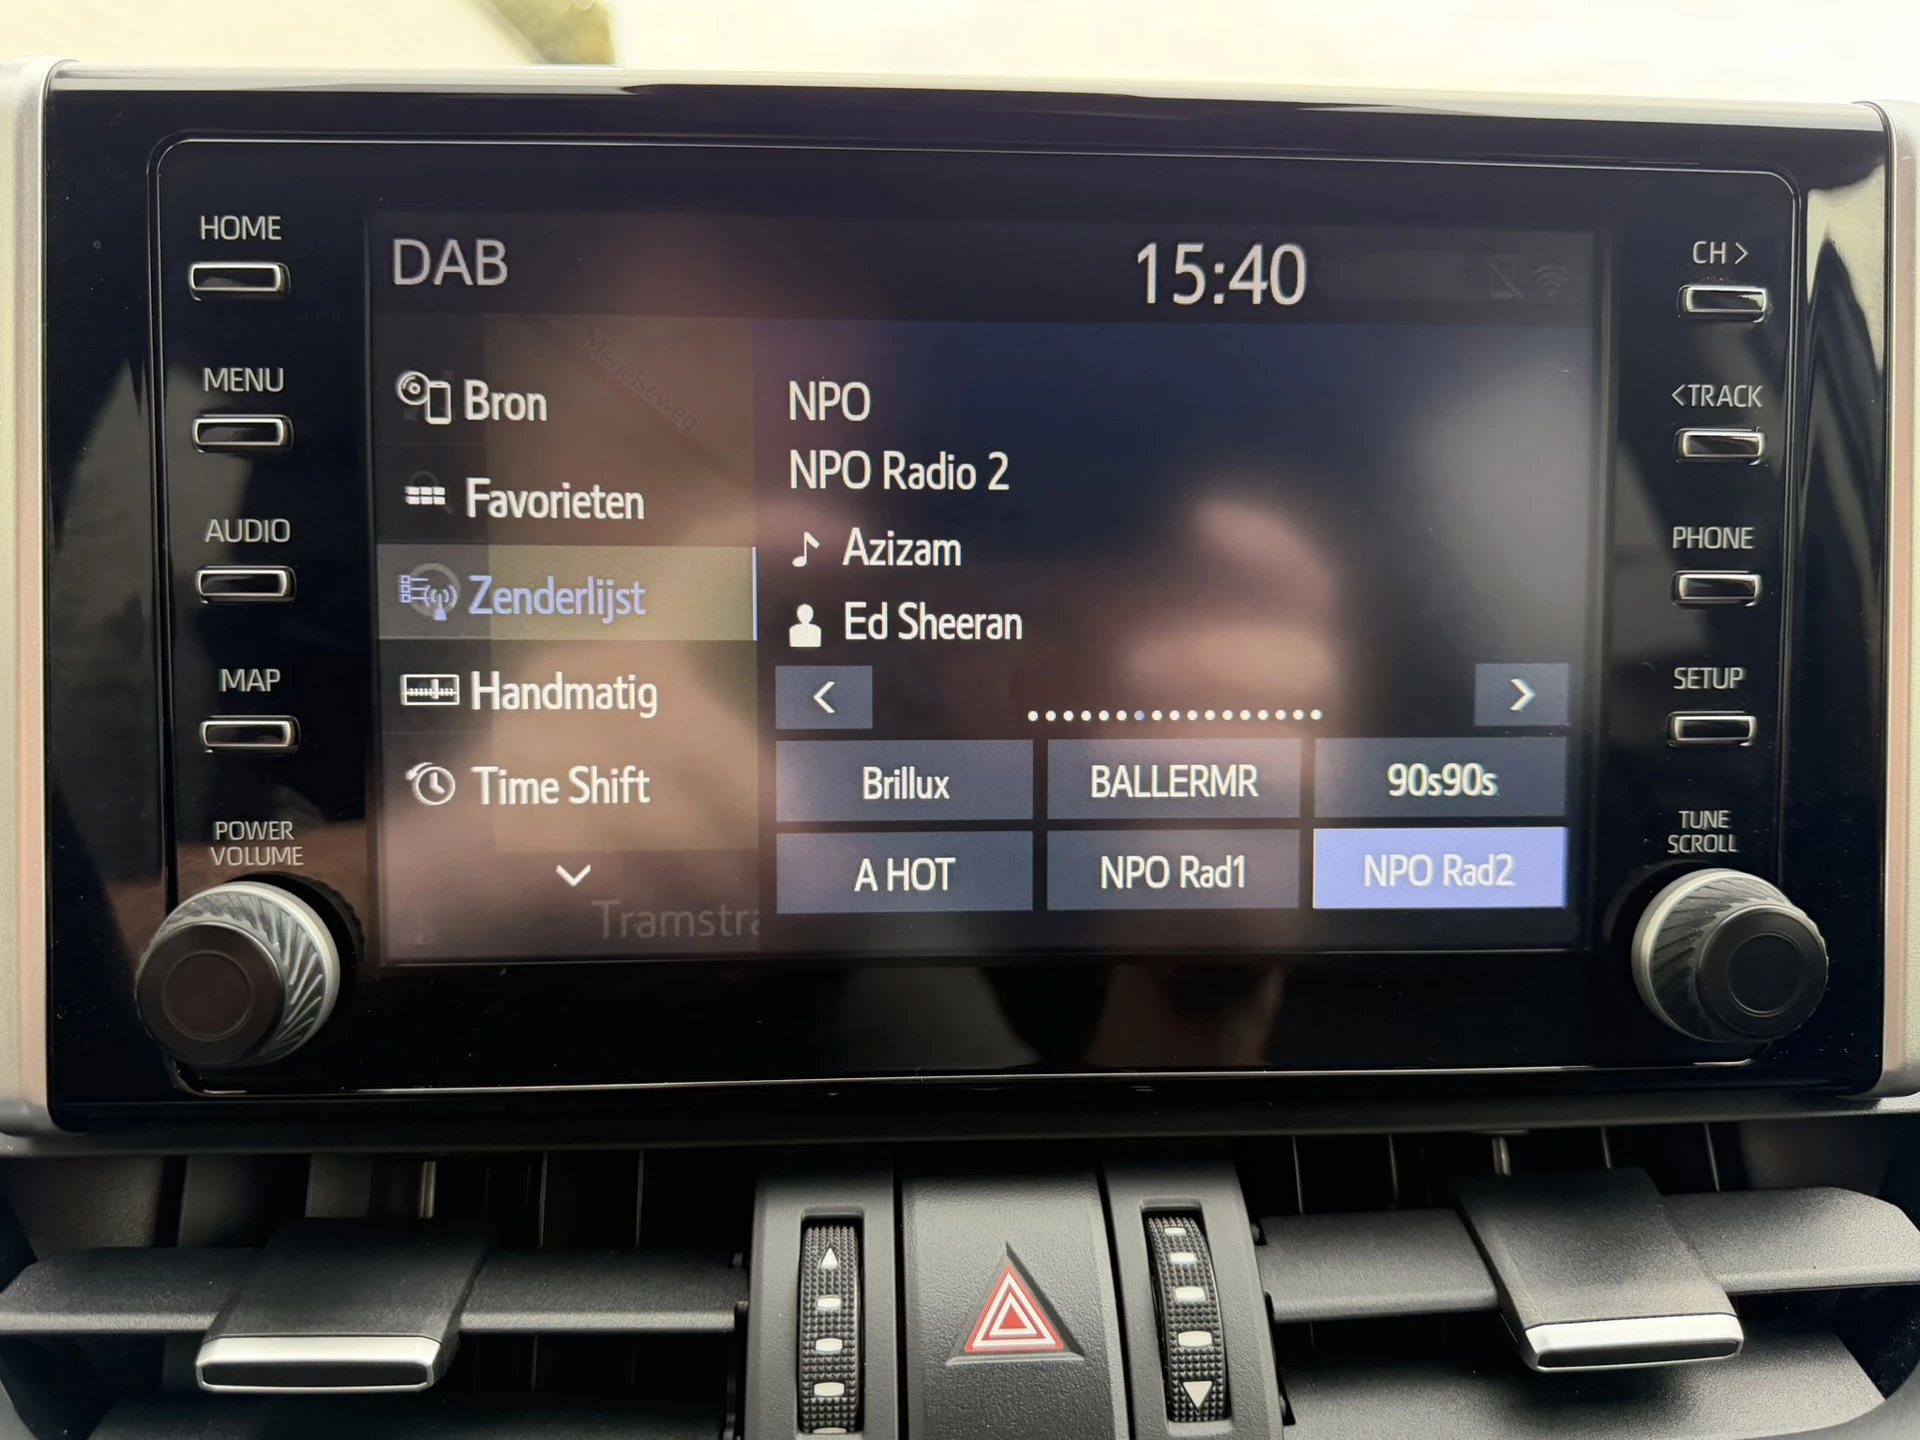 HOME
MENU
AUDIO
MAP
POWER
VOLUME
DAB
15:40
Meijelseweg
Bron
Favorieten
Zenderlijst
Handmatig
Time Shift
Tramstra
NPO
NPO Radio 2
Azizam
Ed Sheeran
<
>
Brillux
BALLERMR
90s90s
A HOT
NPO Rad1
NPO Rad2
CH >
< TRACK
PHONE
SETUP
TUNE
SCROLL